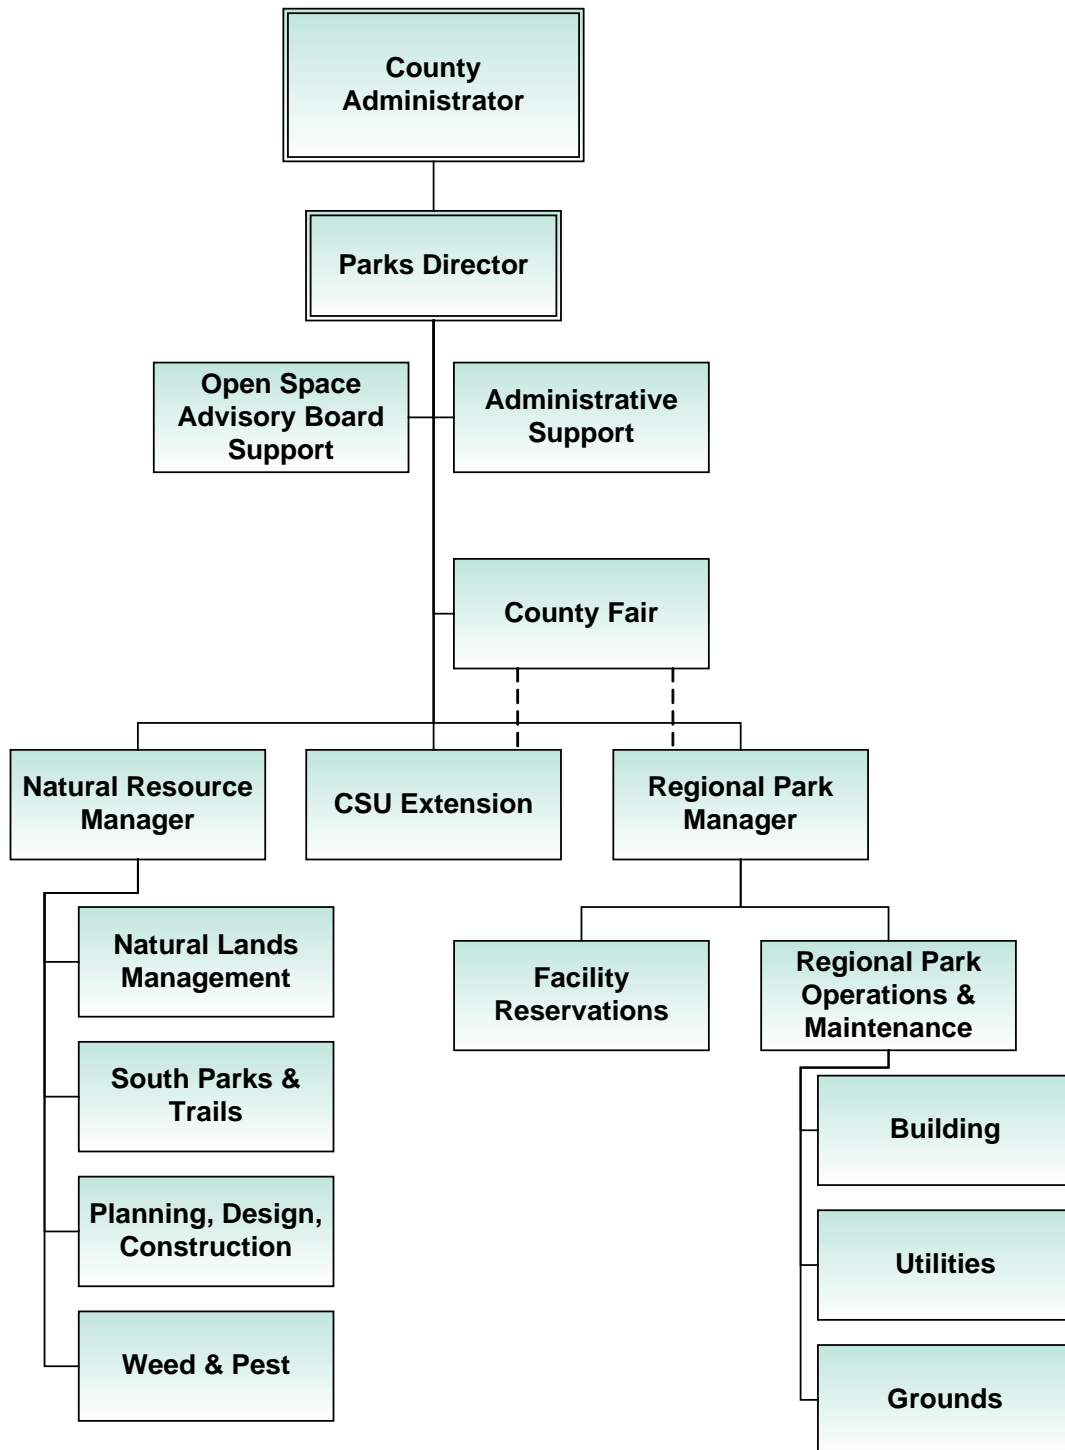 County
Administrator
Parks Director
Open Space
Advisory Board
Support
Administrative
Support
County Fair
Natural Resource
Manager
CSU Extension
Regional Park
Manager
Natural Lands
Management
South Parks &
Trails
Planning, Design,
Construction
Weed & Pest
Facility
Reservations
Regional Park
Operations &
Maintenance
Building
Utilities
Grounds